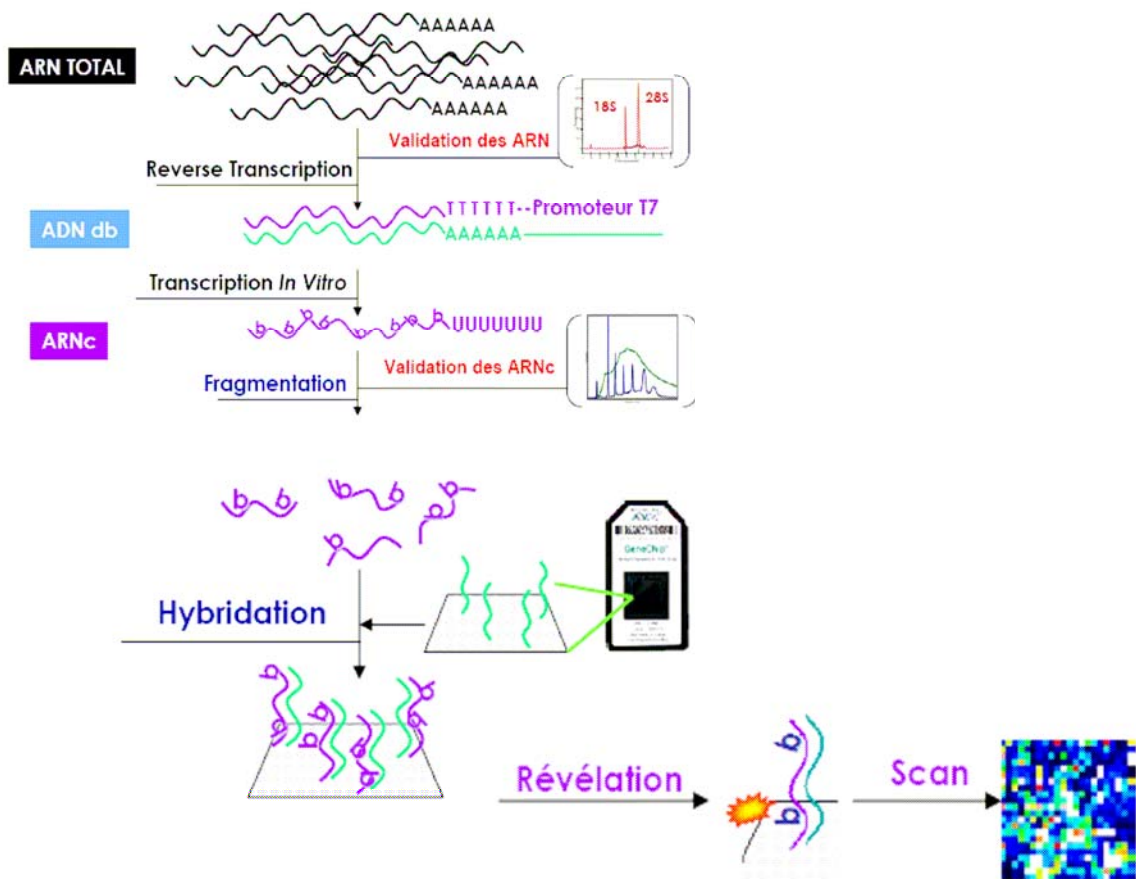 AAAAAA
ARN TOTAL
AAAAAA
AAAAAA
18S
28S
Validation des ARN
Reverse Transcription
TTTTTT--Promoteur T7
ADN db
AAAAAA
Transcription In Vitro
b b b b b b b b UUUUUUU
ARNc
Validation des ARNc
Fragmentation
b b b b b b
b
GeneChip
Hybridation
b b
b b b
b b b
b
b
Révélation
Scan
b
b